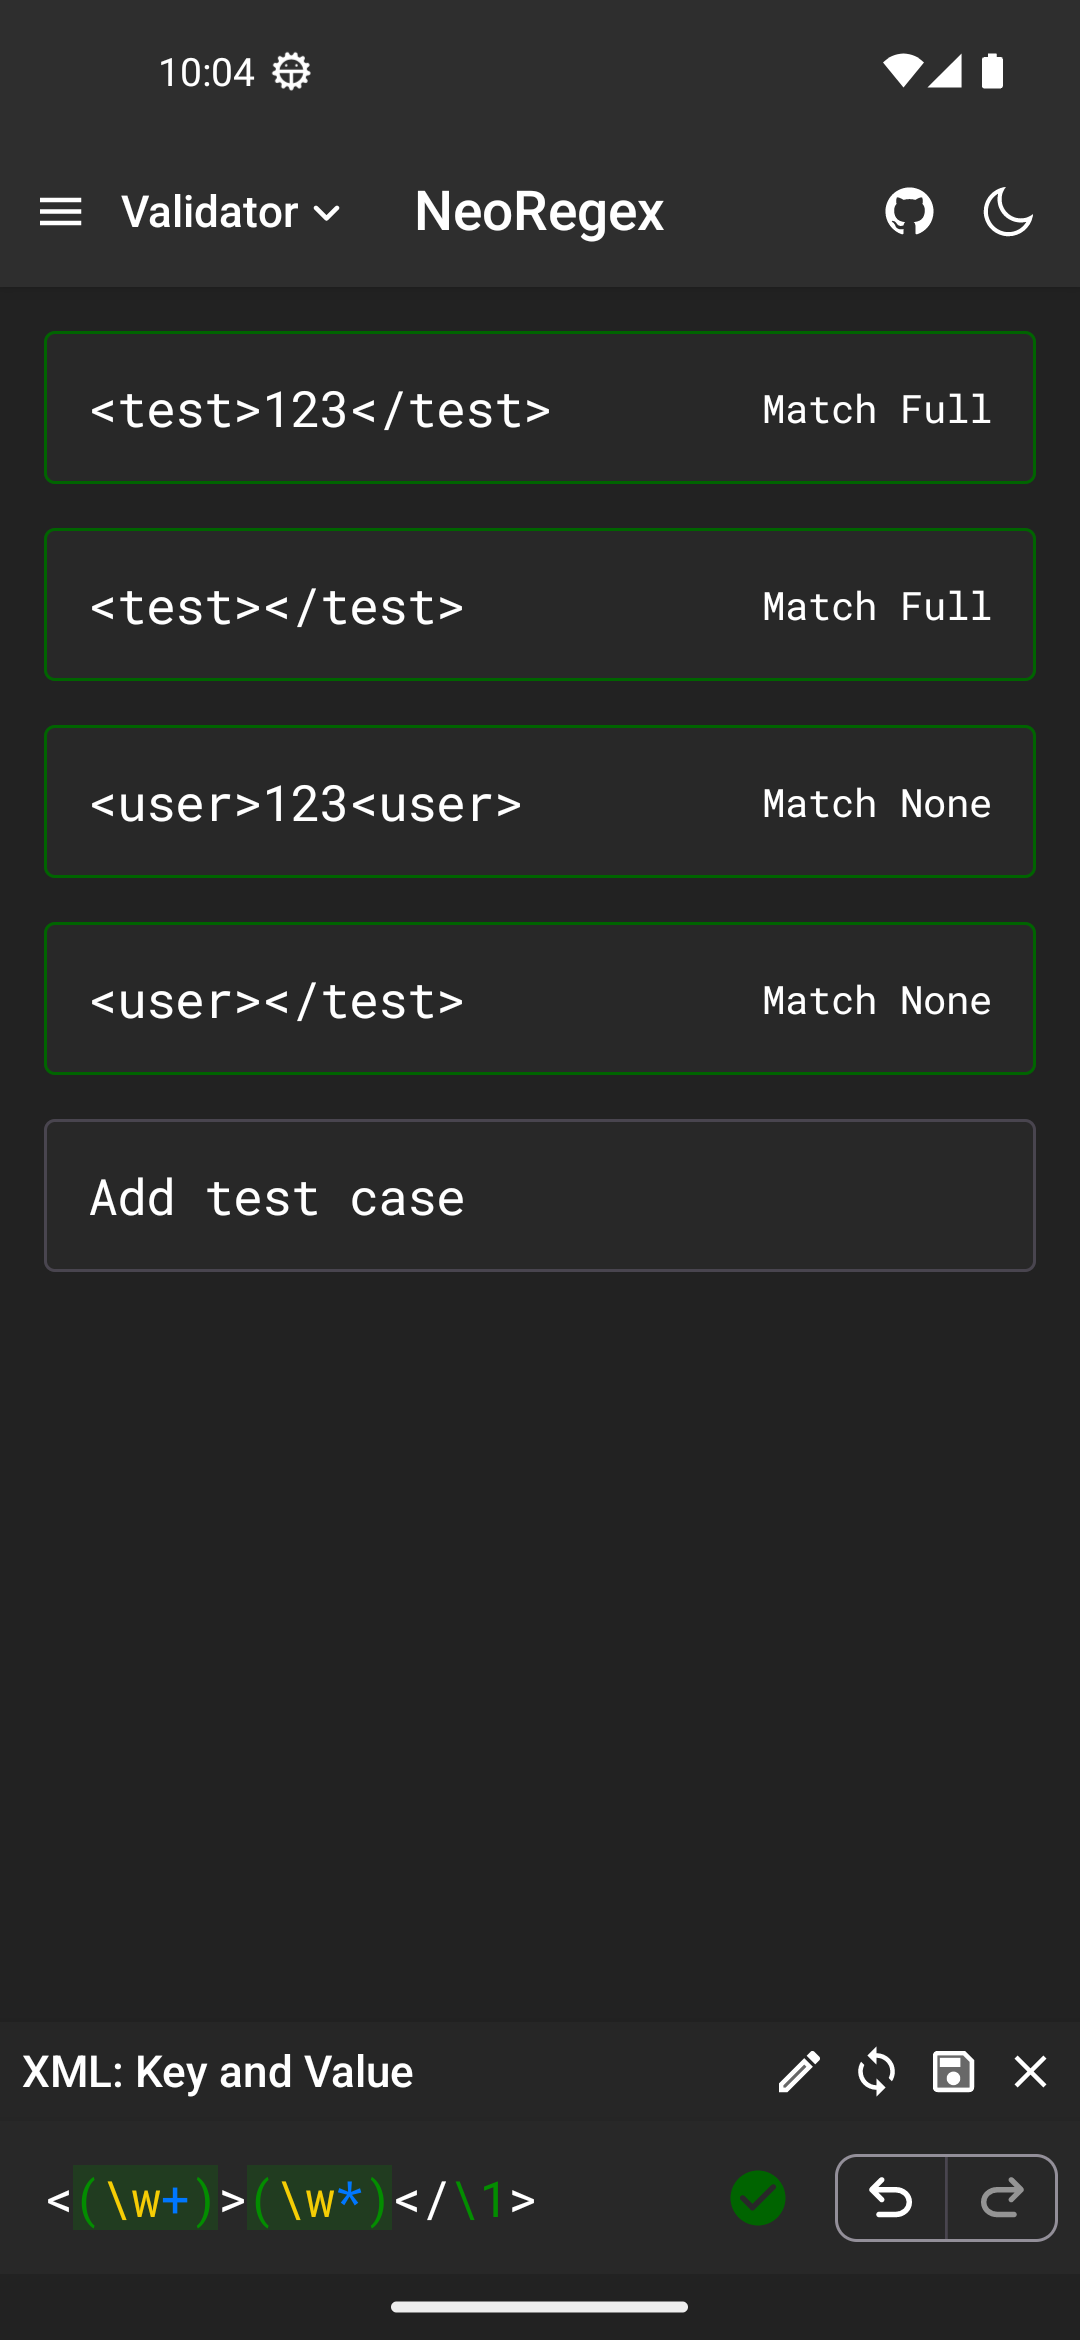 10:04
Validator NeoRegex
<test>123</test> Match Full
<test></test> Match Full
<user>123<user> Match None
<user></test> Match None
Add test case
XML: Key and Value
<(\w+)>(\w*)</\1>